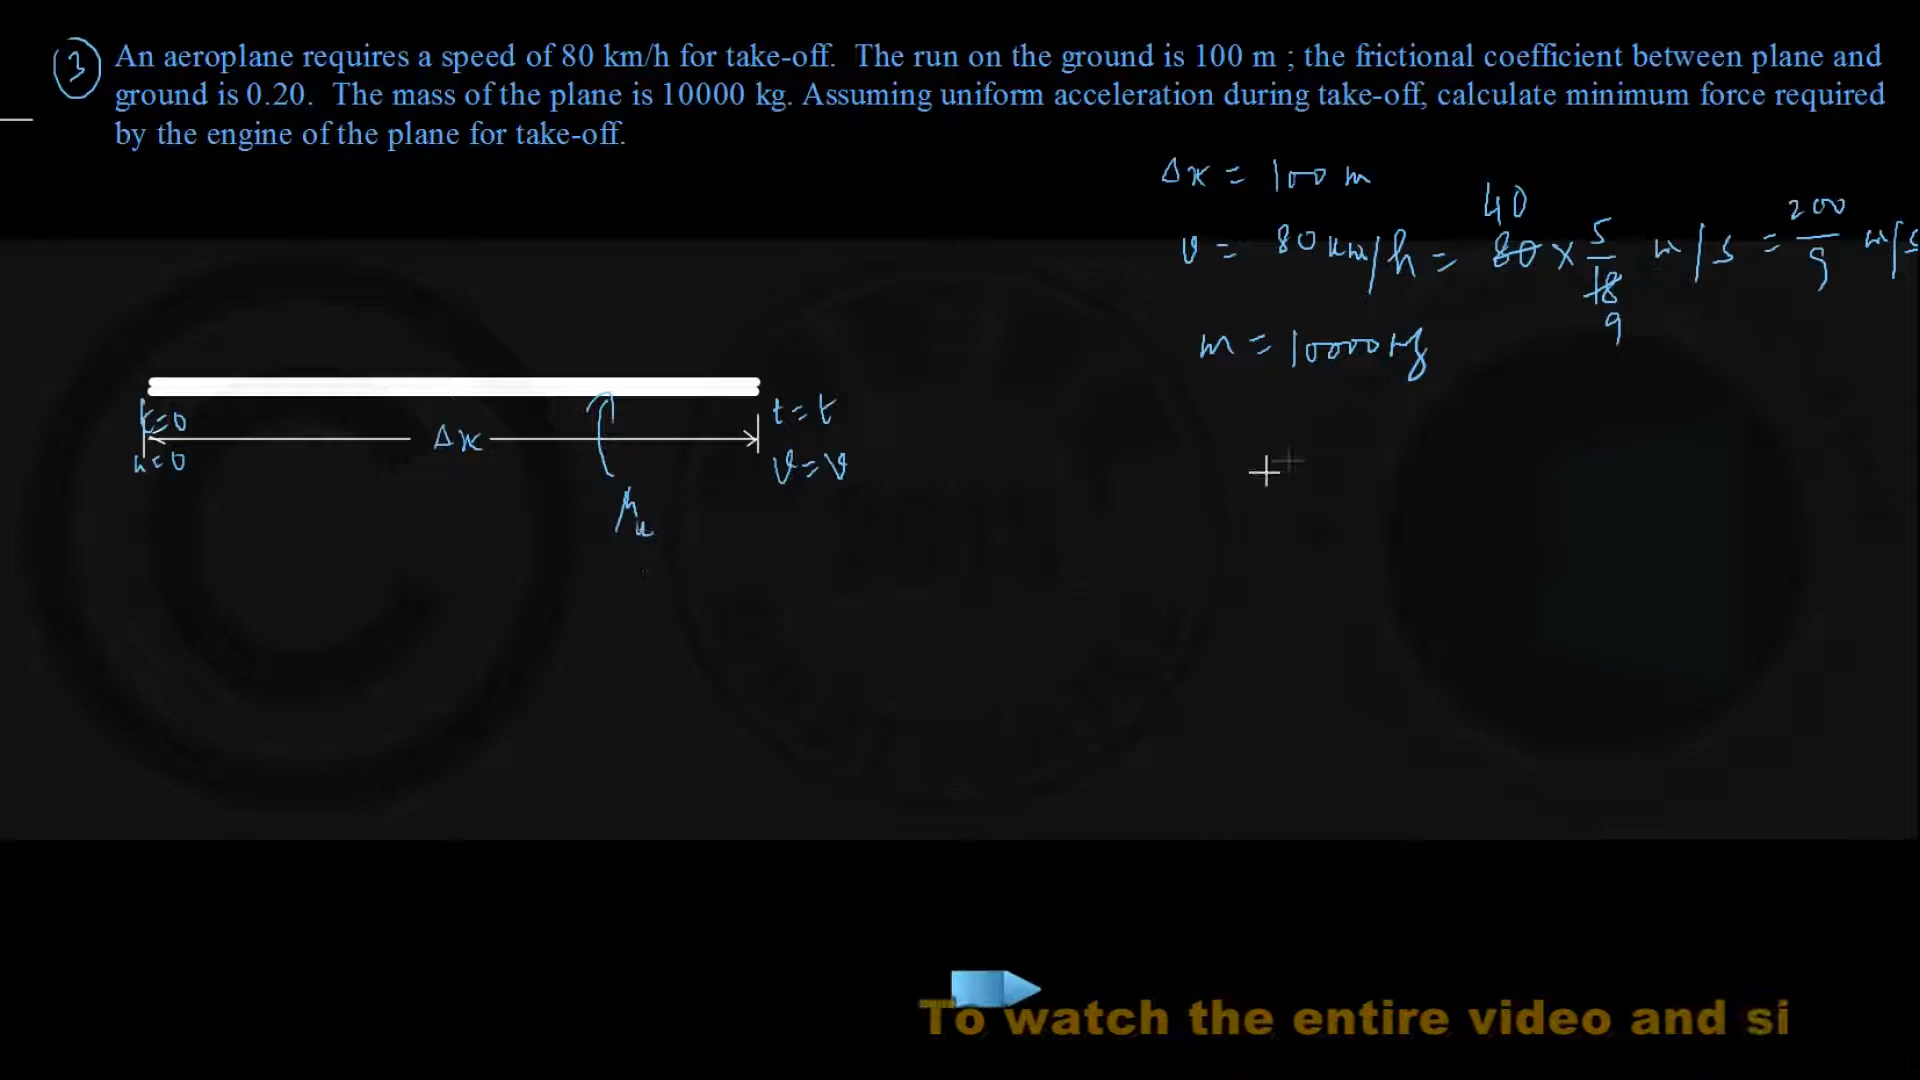 3 An aeroplane requires a speed of 80 km/h for take-off. The run on the ground is 100 m ; the frictional coefficient between plane and
ground is 0.20. The mass of the plane is 10000 kg. Assuming uniform acceleration during take-off, calculate minimum force required
by the engine of the plane for take-off.
Δx = 100 m
v = 80 km/h = 80 × 5/18 m/s = 200/9 m/s
40
9
m = 10000 kg
t=0
u=0
Δx
t=t
v=v
μk
To watch the entire video and si